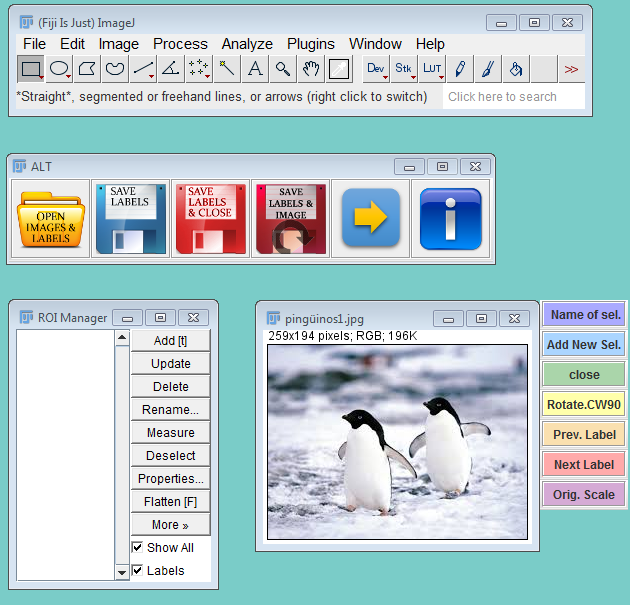 (Fiji Is Just) ImageJ
File Edit Image Process Analyze Plugins Window Help
A Dev Stk LUT >>
*Straight*, segmented or freehand lines, or arrows (right click to switch) Click here to search
ALT
OPEN
IMAGES &
LABELS
SAVE
LABELS
SAVE
LABELS
& CLOSE
SAVE
LABELS &
IMAGE
i
ROI Manager
Add [t]
Update
Delete
Rename...
Measure
Deselect
Properties...
Flatten [F]
More »
Show All
Labels
pingüinos1.jpg
259x194 pixels; RGB; 196K
Name of sel.
Add New Sel.
close
Rotate.CW90
Prev. Label
Next Label
Orig. Scale